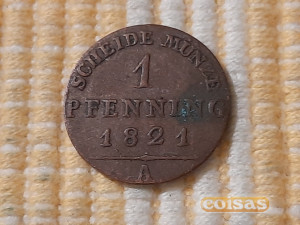 SCHEIDE MÜNZE
1
PFENNING
1821
A
coisas